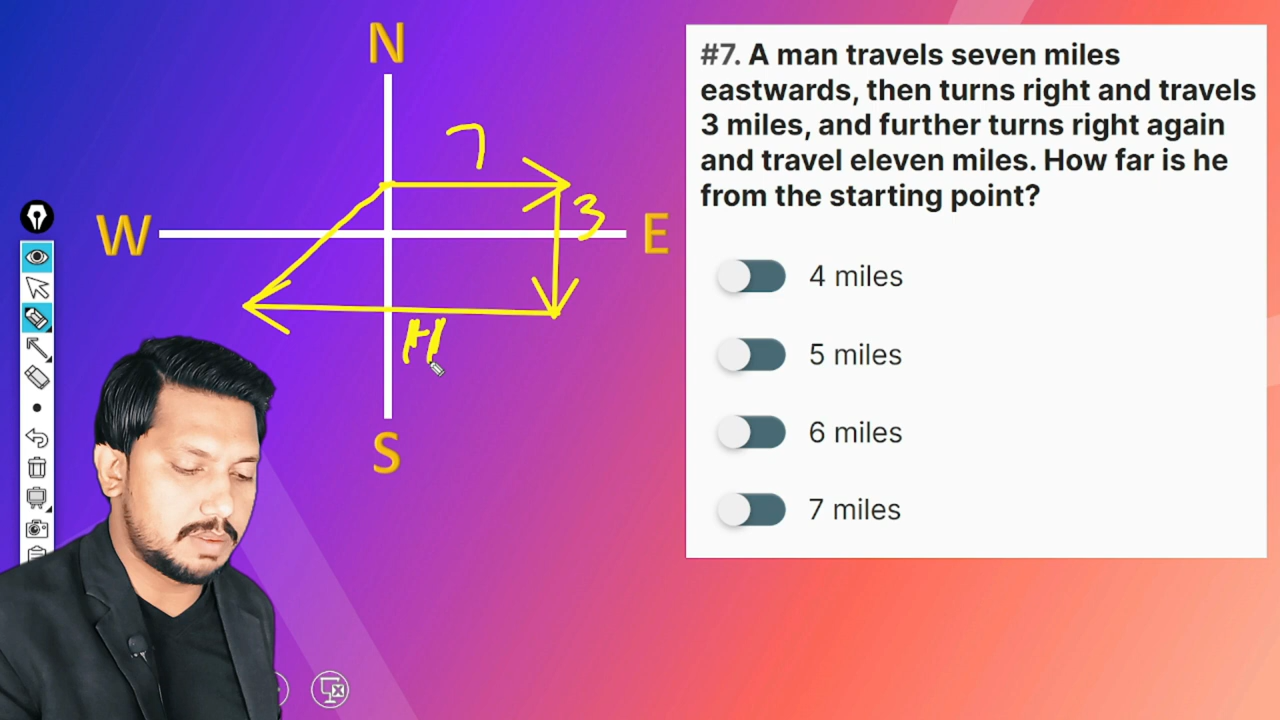 N
W
E
S
7
3
11
#7. A man travels seven miles
eastwards, then turns right and travels
3 miles, and further turns right again
and travel eleven miles. How far is he
from the starting point?
4 miles
5 miles
6 miles
7 miles